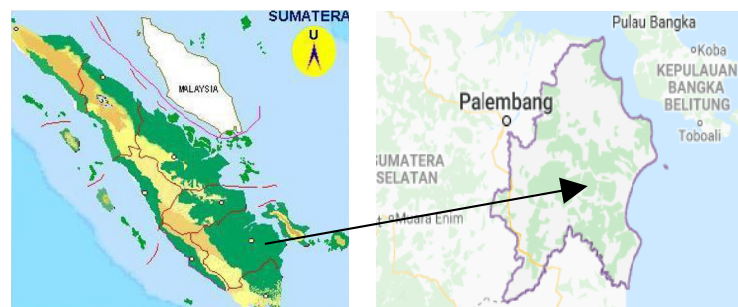 SUMATERA
U
MALAYSIA
Pulau Bangka
Koba
KEPULAUAN
BANGKA
BELITUNG
Toboali
Palembang
SUMATERA
SELATAN
Muara Enim